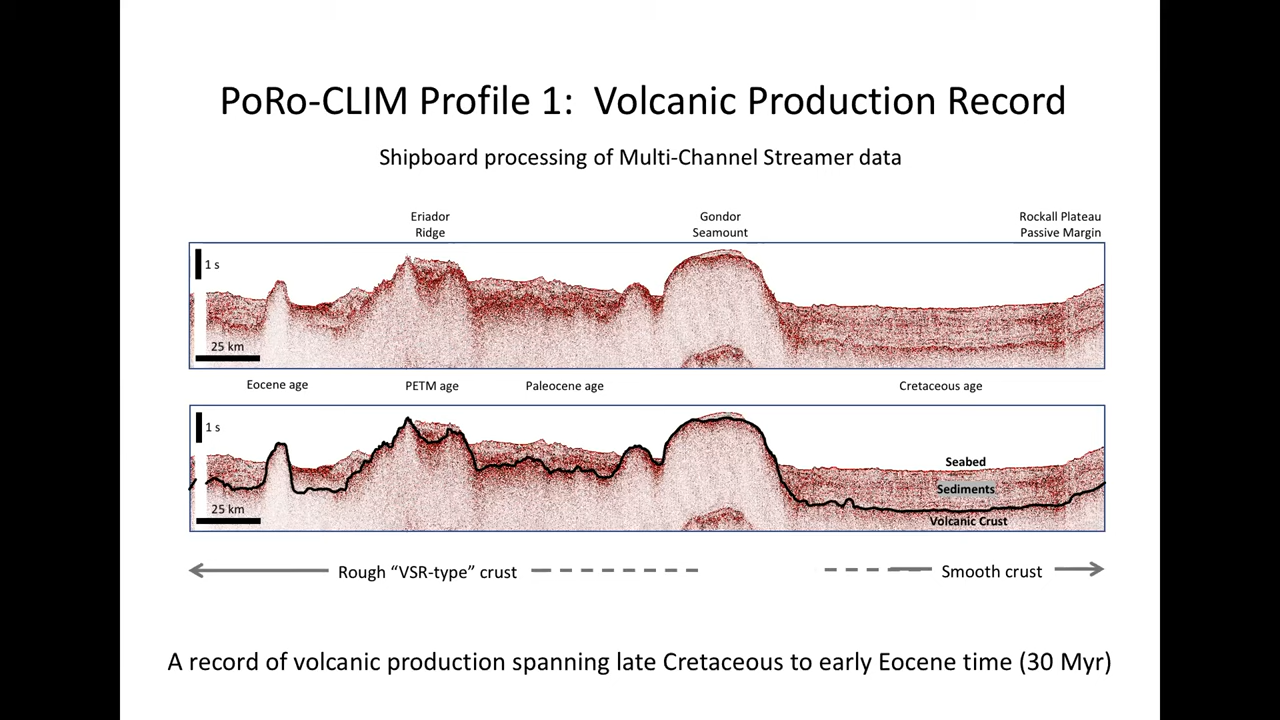 PoRo-CLIM Profile 1:  Volcanic Production Record
Shipboard processing of Multi-Channel Streamer data
Eriador
Ridge
Gondor
Seamount
Rockall Plateau
Passive Margin
1 s
25 km
Eocene age
PETM age
Paleocene age
Cretaceous age
1 s
Seabed
Sediments
25 km
Volcanic Crust
Rough “VSR-type” crust
Smooth crust
A record of volcanic production spanning late Cretaceous to early Eocene time (30 Myr)